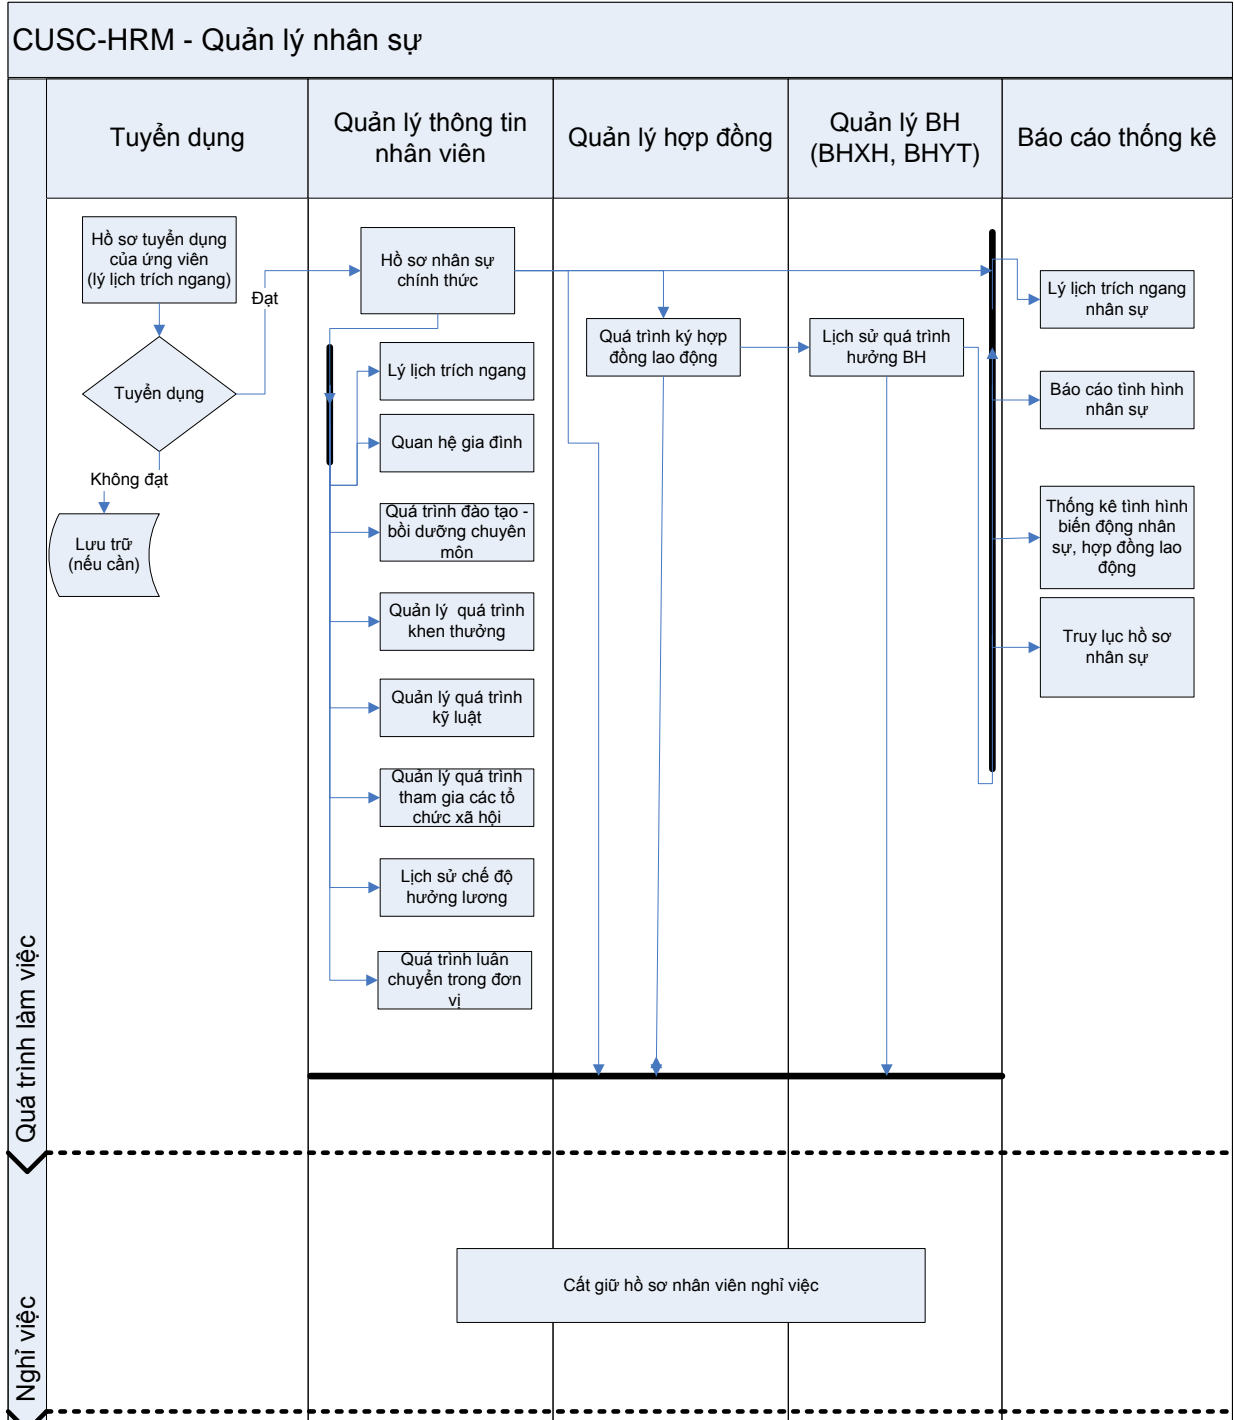 CUSC-HRM - Quản lý nhân sự
Tuyển dụng
Quản lý thông tin
nhân viên
Quản lý hợp đồng
Quản lý BH
(BHXH, BHYT)
Báo cáo thống kê
Hồ sơ tuyển dụng
của ứng viên
(lý lịch trích ngang)
Đạt
Tuyển dụng
Không đạt
Lưu trữ
(nếu cần)
Hồ sơ nhân sự
chính thức
Lý lịch trích ngang
Quan hệ gia đình
Quá trình đào tạo -
bồi dưỡng chuyên
môn
Quản lý  quá trình
khen thưởng
Quản lý quá trình
kỹ luật
Quản lý quá trình
tham gia các tổ
chức xã hội
Lịch sử chế độ
hưởng lương
Quá trình luân
chuyển trong đơn
vị
Quá trình ký hợp
đồng lao động
Lịch sử quá trình
hưởng BH
Lý lịch trích ngang
nhân sự
Báo cáo tình hình
nhân sự
Thống kê tình hình
biến động nhân
sự, hợp đồng lao
động
Truy lục hồ sơ
nhân sự
Quá trình làm việc
Cất giữ hồ sơ nhân viên nghỉ việc
Nghỉ việc